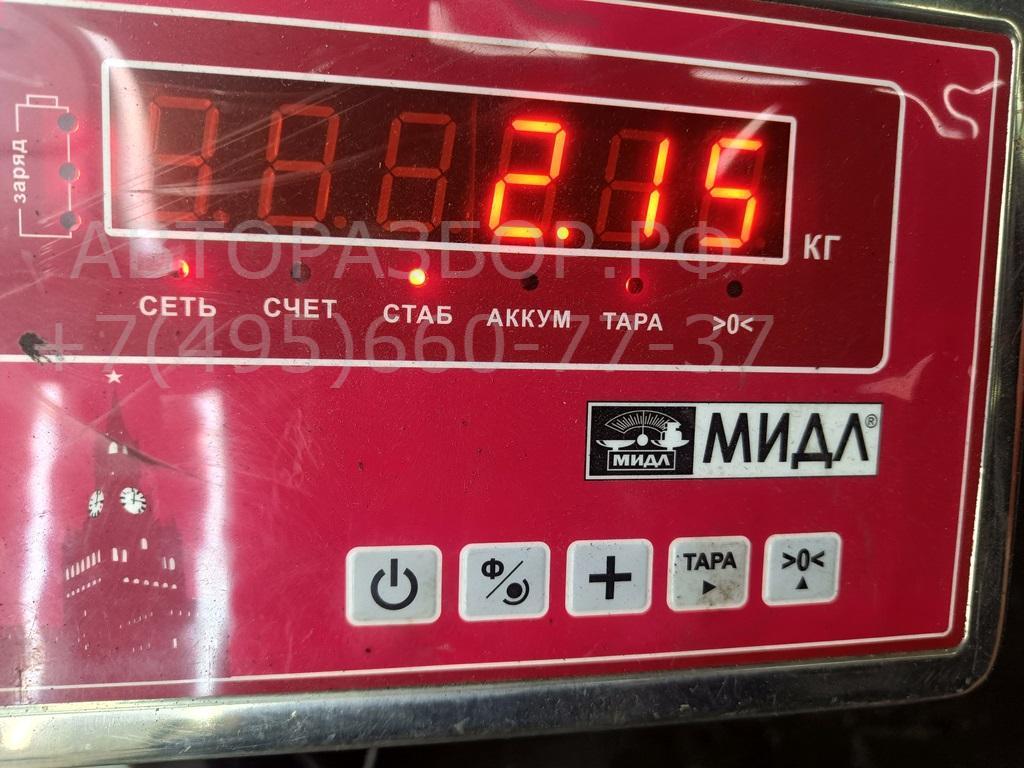 заряд
2.15
КГ
АВТОРАЗБОР.РФ
СЕТЬ СЧЕТ СТАБ АККУМ ТАРА >0<
+7(495)660-77-37
МИДЛ МИДЛ®
Ф ТАРА >0<